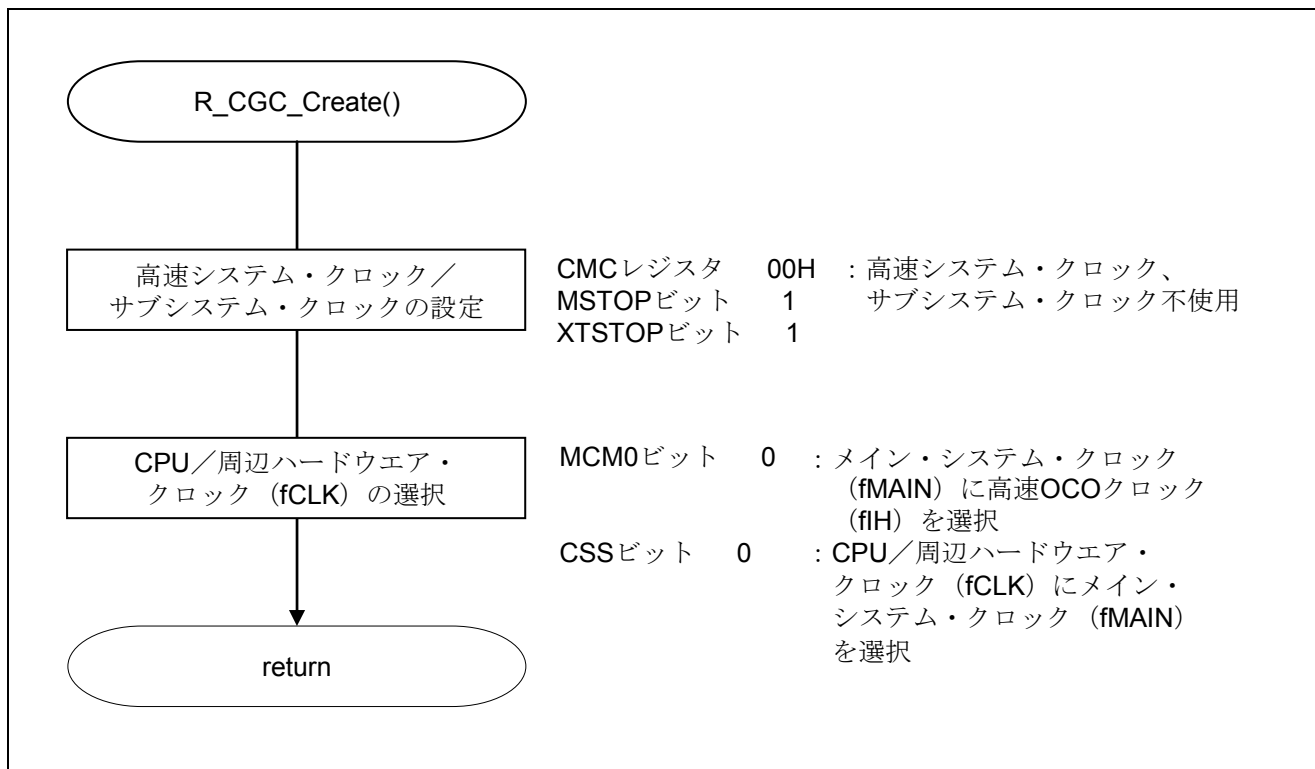 R_CGC_Create()
高速システム・クロック／
サブシステム・クロックの設定
CMCレジスタ 00H ：高速システム・クロック、
MSTOPビット 1 サブシステム・クロック不使用
XTSTOPビット 1
CPU／周辺ハードウエア・
クロック（fCLK）の選択
MCM0ビット 0 ：メイン・システム・クロック
（fMAIN）に高速OCOクロック
（fIH）を選択
CSSビット 0 ：CPU／周辺ハードウエア・
クロック（fCLK）にメイン・
システム・クロック（fMAIN）
を選択
return